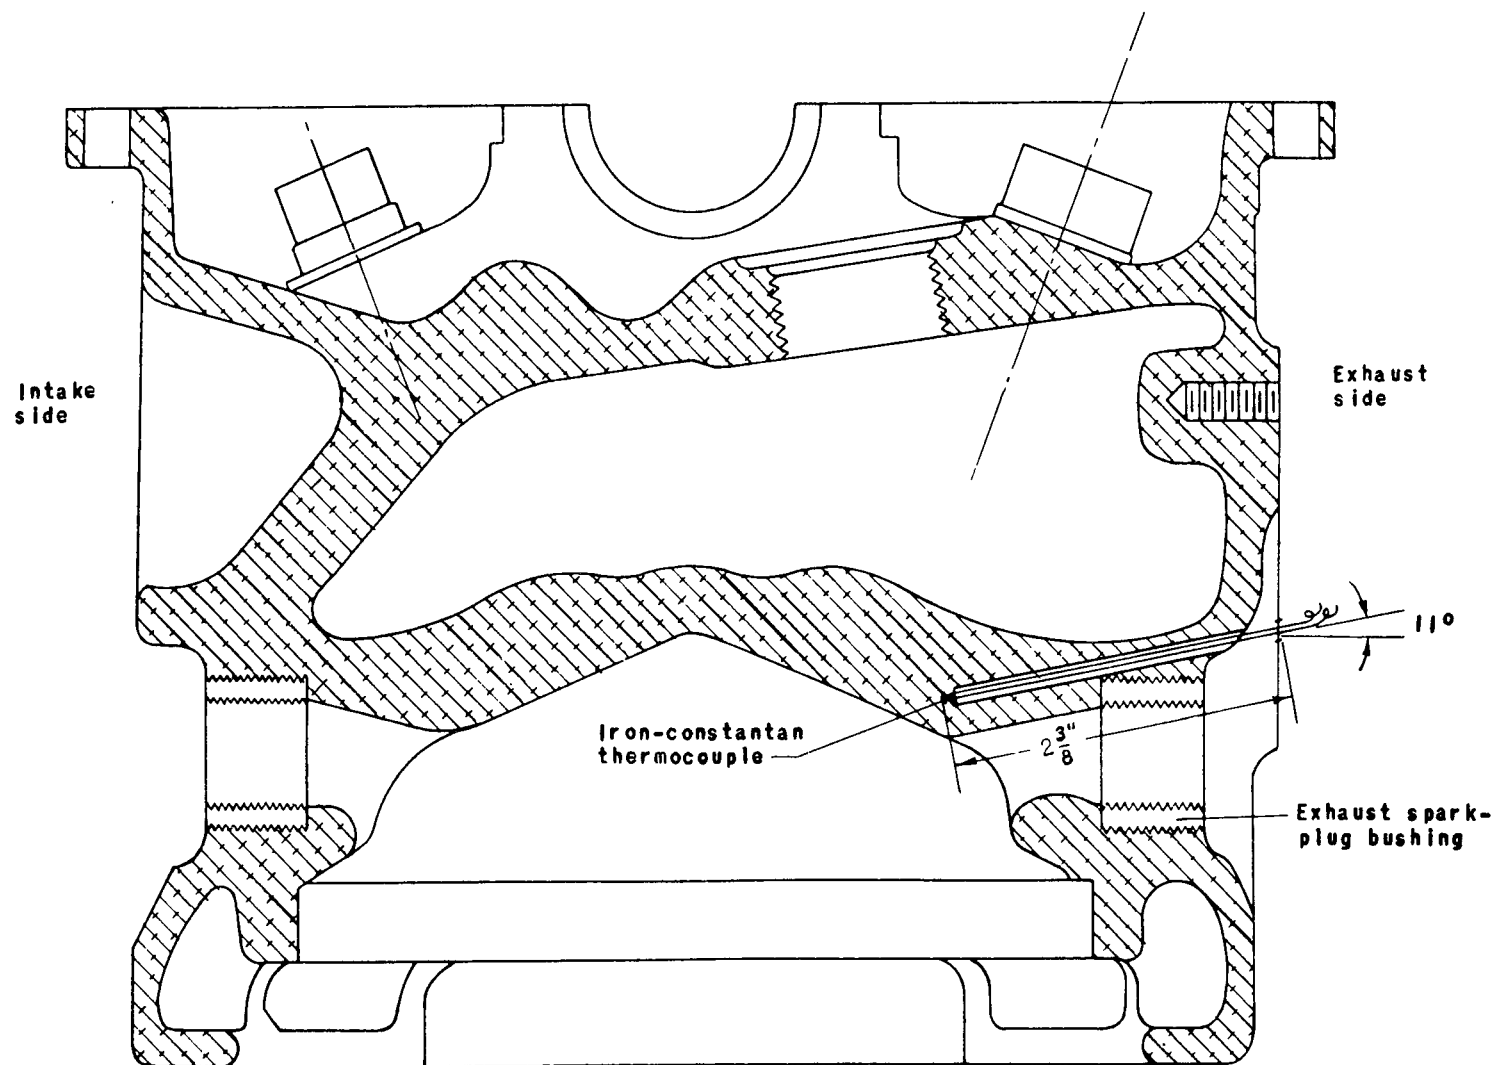 Intake
side
Exhaust
side
11°
Iron-constantan
thermocouple
2 3/8"
Exhaust spark-
plug bushing